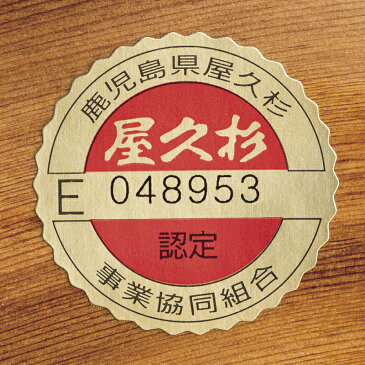 鹿児島県屋久杉
屋久杉
E 048953
認定
事業協同組合